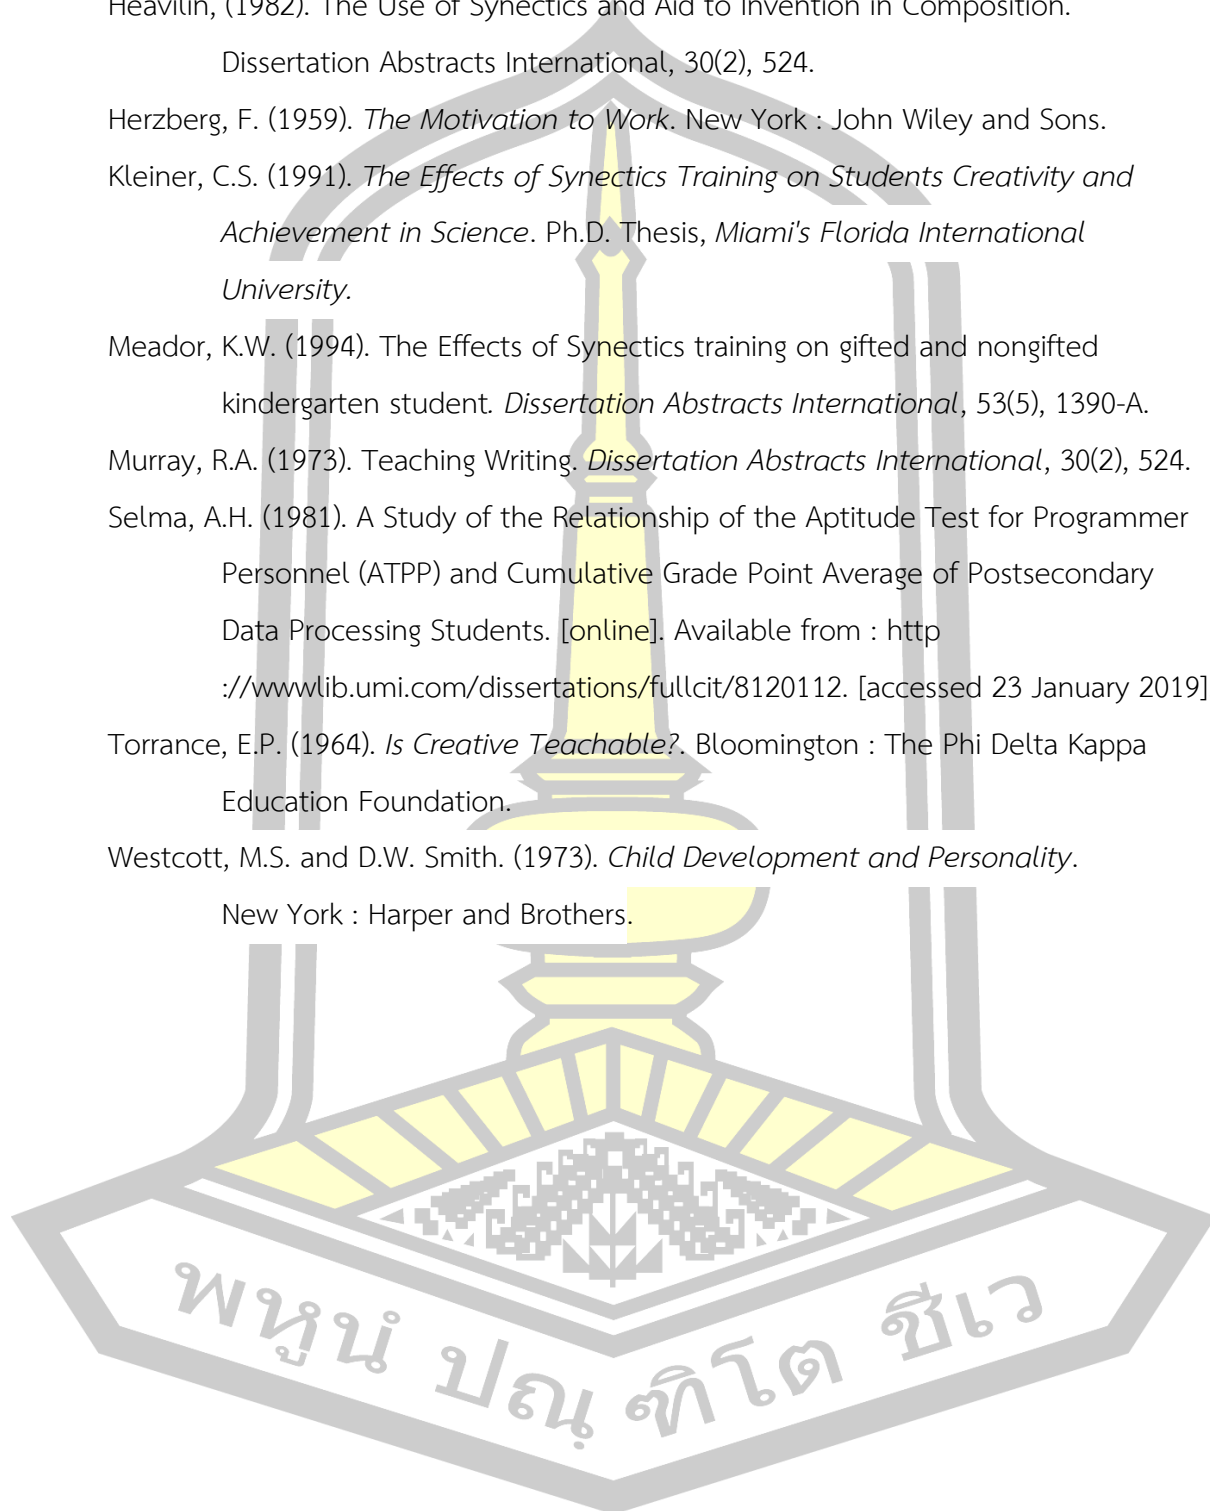 Heavilin, (1982). The Use of Synectics and Aid to Invention in Composition.
Dissertation Abstracts International, 30(2), 524.
Herzberg, F. (1959). The Motivation to Work. New York : John Wiley and Sons.
Kleiner, C.S. (1991). The Effects of Synectics Training on Students Creativity and
Achievement in Science. Ph.D. Thesis, Miami's Florida International
University.
Meador, K.W. (1994). The Effects of Synectics training on gifted and nongifted
kindergarten student. Dissertation Abstracts International, 53(5), 1390-A.
Murray, R.A. (1973). Teaching Writing. Dissertation Abstracts International, 30(2), 524.
Selma, A.H. (1981). A Study of the Relationship of the Aptitude Test for Programmer
Personnel (ATPP) and Cumulative Grade Point Average of Postsecondary
Data Processing Students. [online]. Available from : http
://wwwlib.umi.com/dissertations/fullcit/8120112. [accessed 23 January 2019]
Torrance, E.P. (1964). Is Creative Teachable?. Bloomington : The Phi Delta Kappa
Education Foundation.
Westcott, M.S. and D.W. Smith. (1973). Child Development and Personality.
New York : Harper and Brothers.
พหูนํ ปณฺฑิโต ชีเว